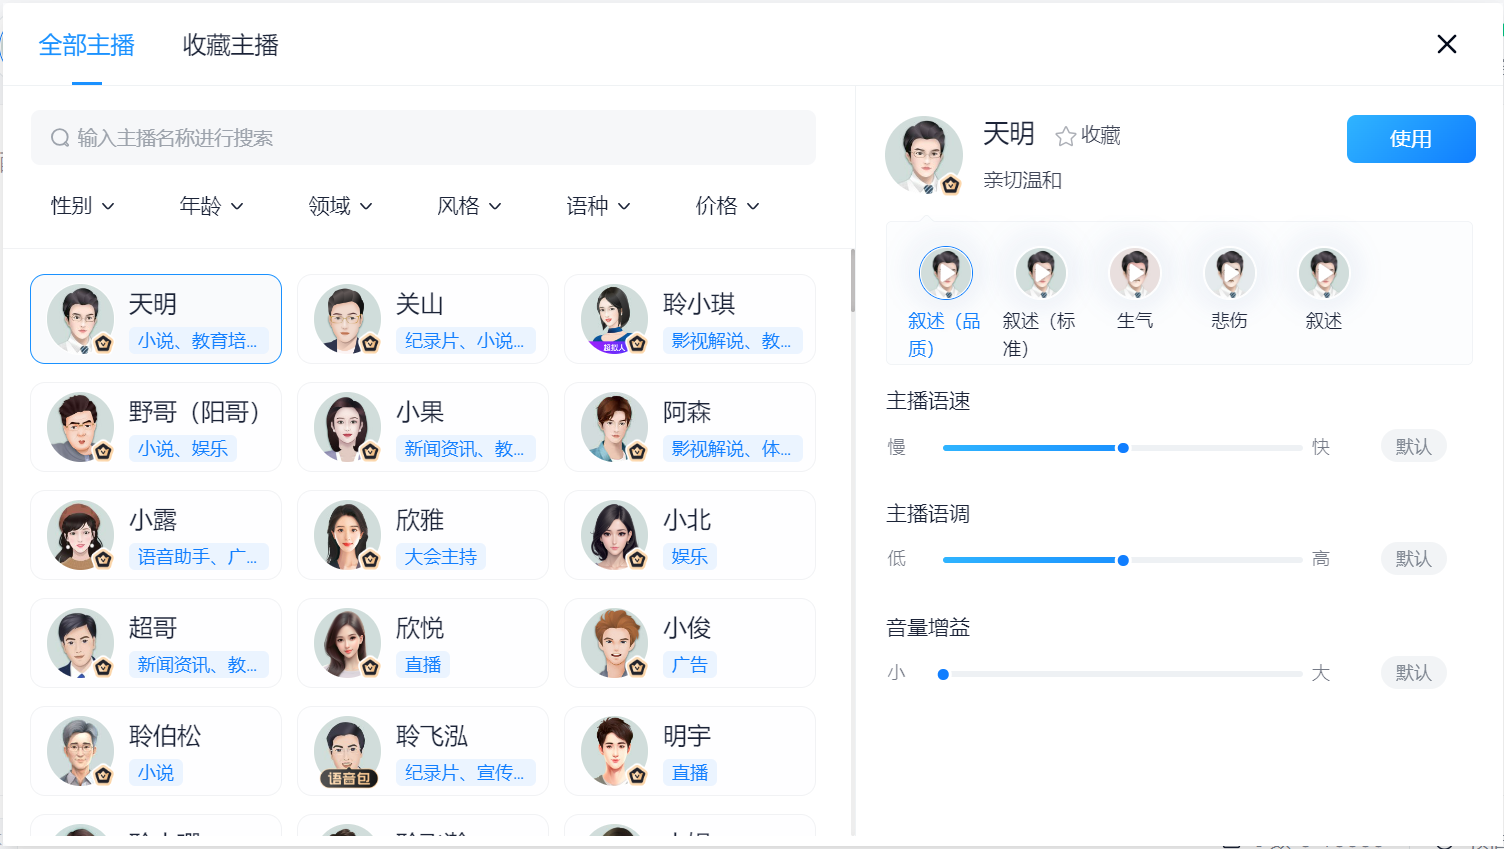 全部主播
收藏主播
输入主播名称进行搜索
性别
年龄
领域
风格
语种
价格
天明
小说、教育培...
关山
纪录片、小说...
聆小琪
影视解说、教...
超拟人
野哥（阳哥）
小说、娱乐
小果
新闻资讯、教...
阿森
影视解说、体...
小露
语音助手、广...
欣雅
大会主持
小北
娱乐
超哥
新闻资讯、教...
欣悦
直播
小俊
广告
聆伯松
小说
聆飞泓
纪录片、宣传...
语音包
明宇
直播
天明
收藏
亲切温和
使用
叙述（品
质）
叙述（标
准）
生气
悲伤
叙述
主播语速
慢
快
默认
主播语调
低
高
默认
音量增益
小
大
默认